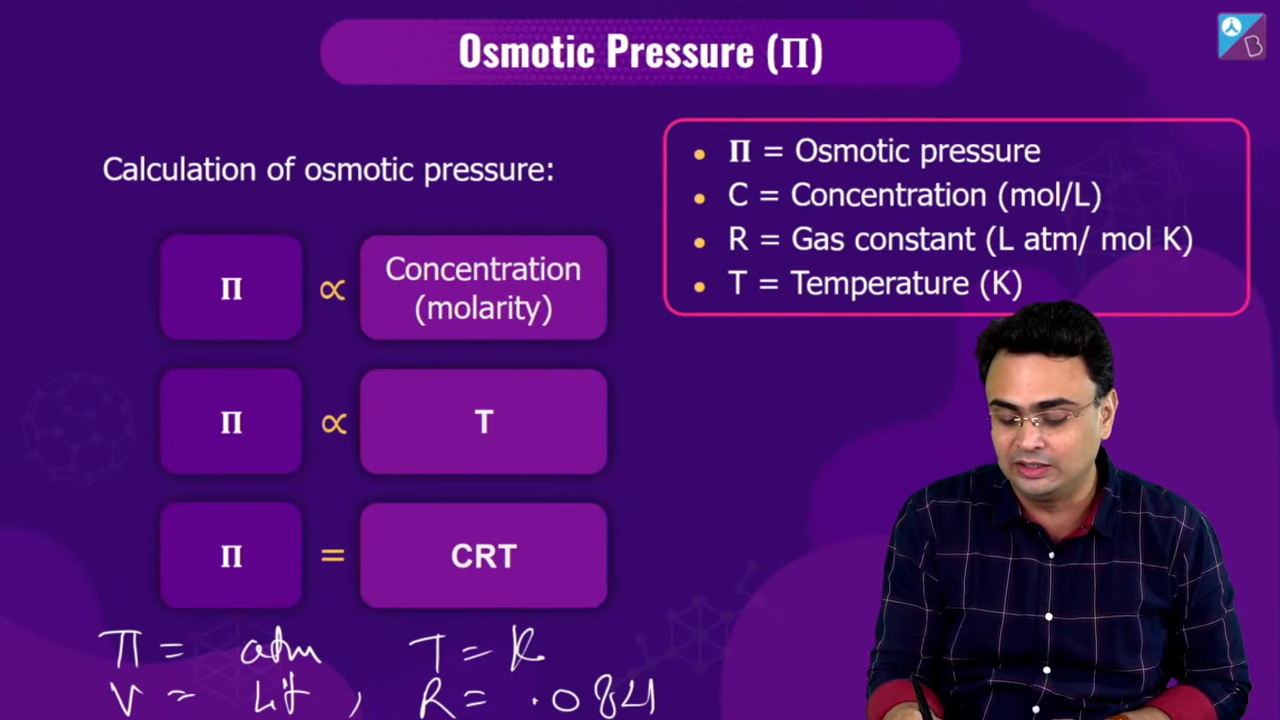 Osmotic Pressure (Π)
Calculation of osmotic pressure:
Π ∝ Concentration (molarity)
Π ∝ T
Π = CRT
• Π = Osmotic pressure
• C = Concentration (mol/L)
• R = Gas constant (L atm/ mol K)
• T = Temperature (K)
Π = atm T = K
V = Lit , R = .0821
B